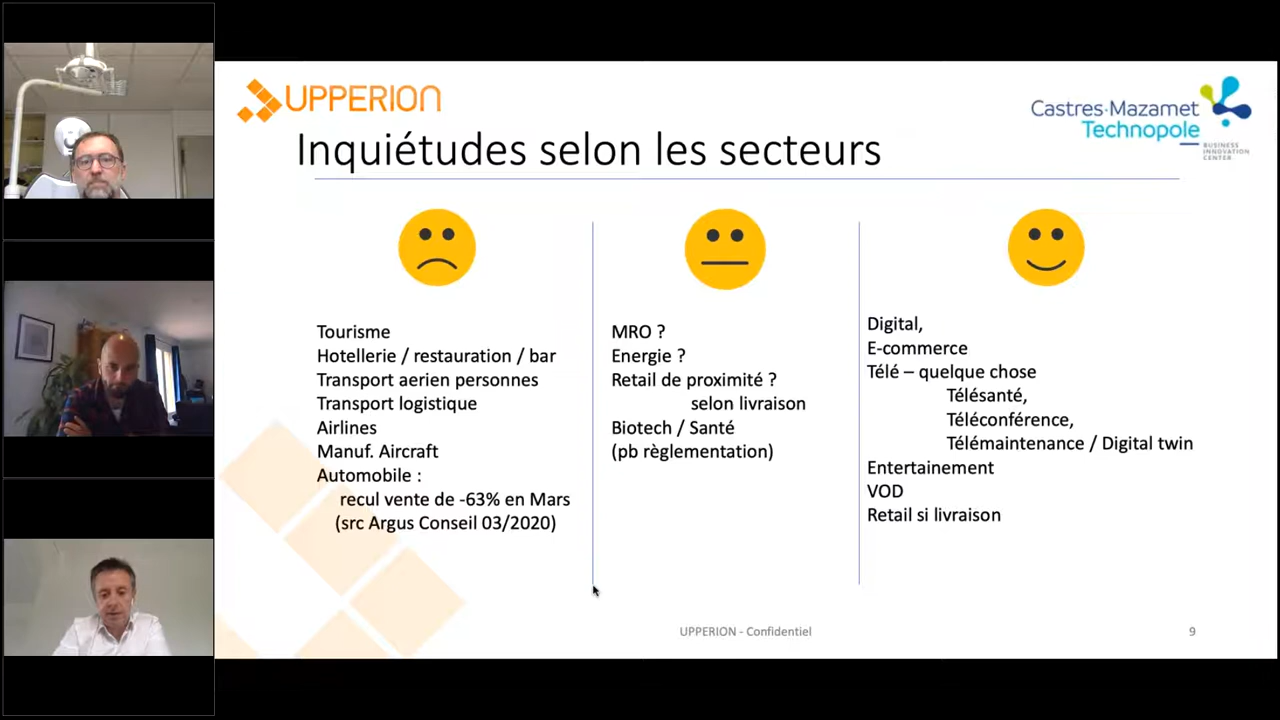 UPPERION
Castres·Mazamet
Technopole
BUSINESS
INNOVATION
CENTER
Inquiétudes selon les secteurs
Tourisme
Hotellerie / restauration / bar
Transport aerien personnes
Transport logistique
Airlines
Manuf. Aircraft
Automobile :
recul vente de -63% en Mars
(src Argus Conseil 03/2020)
MRO ?
Energie ?
Retail de proximité ?
selon livraison
Biotech / Santé
(pb règlementation)
Digital,
E-commerce
Télé – quelque chose
Télésanté,
Téléconférence,
Télémaintenance / Digital twin
Entertainement
VOD
Retail si livraison
UPPERION - Confidentiel
9